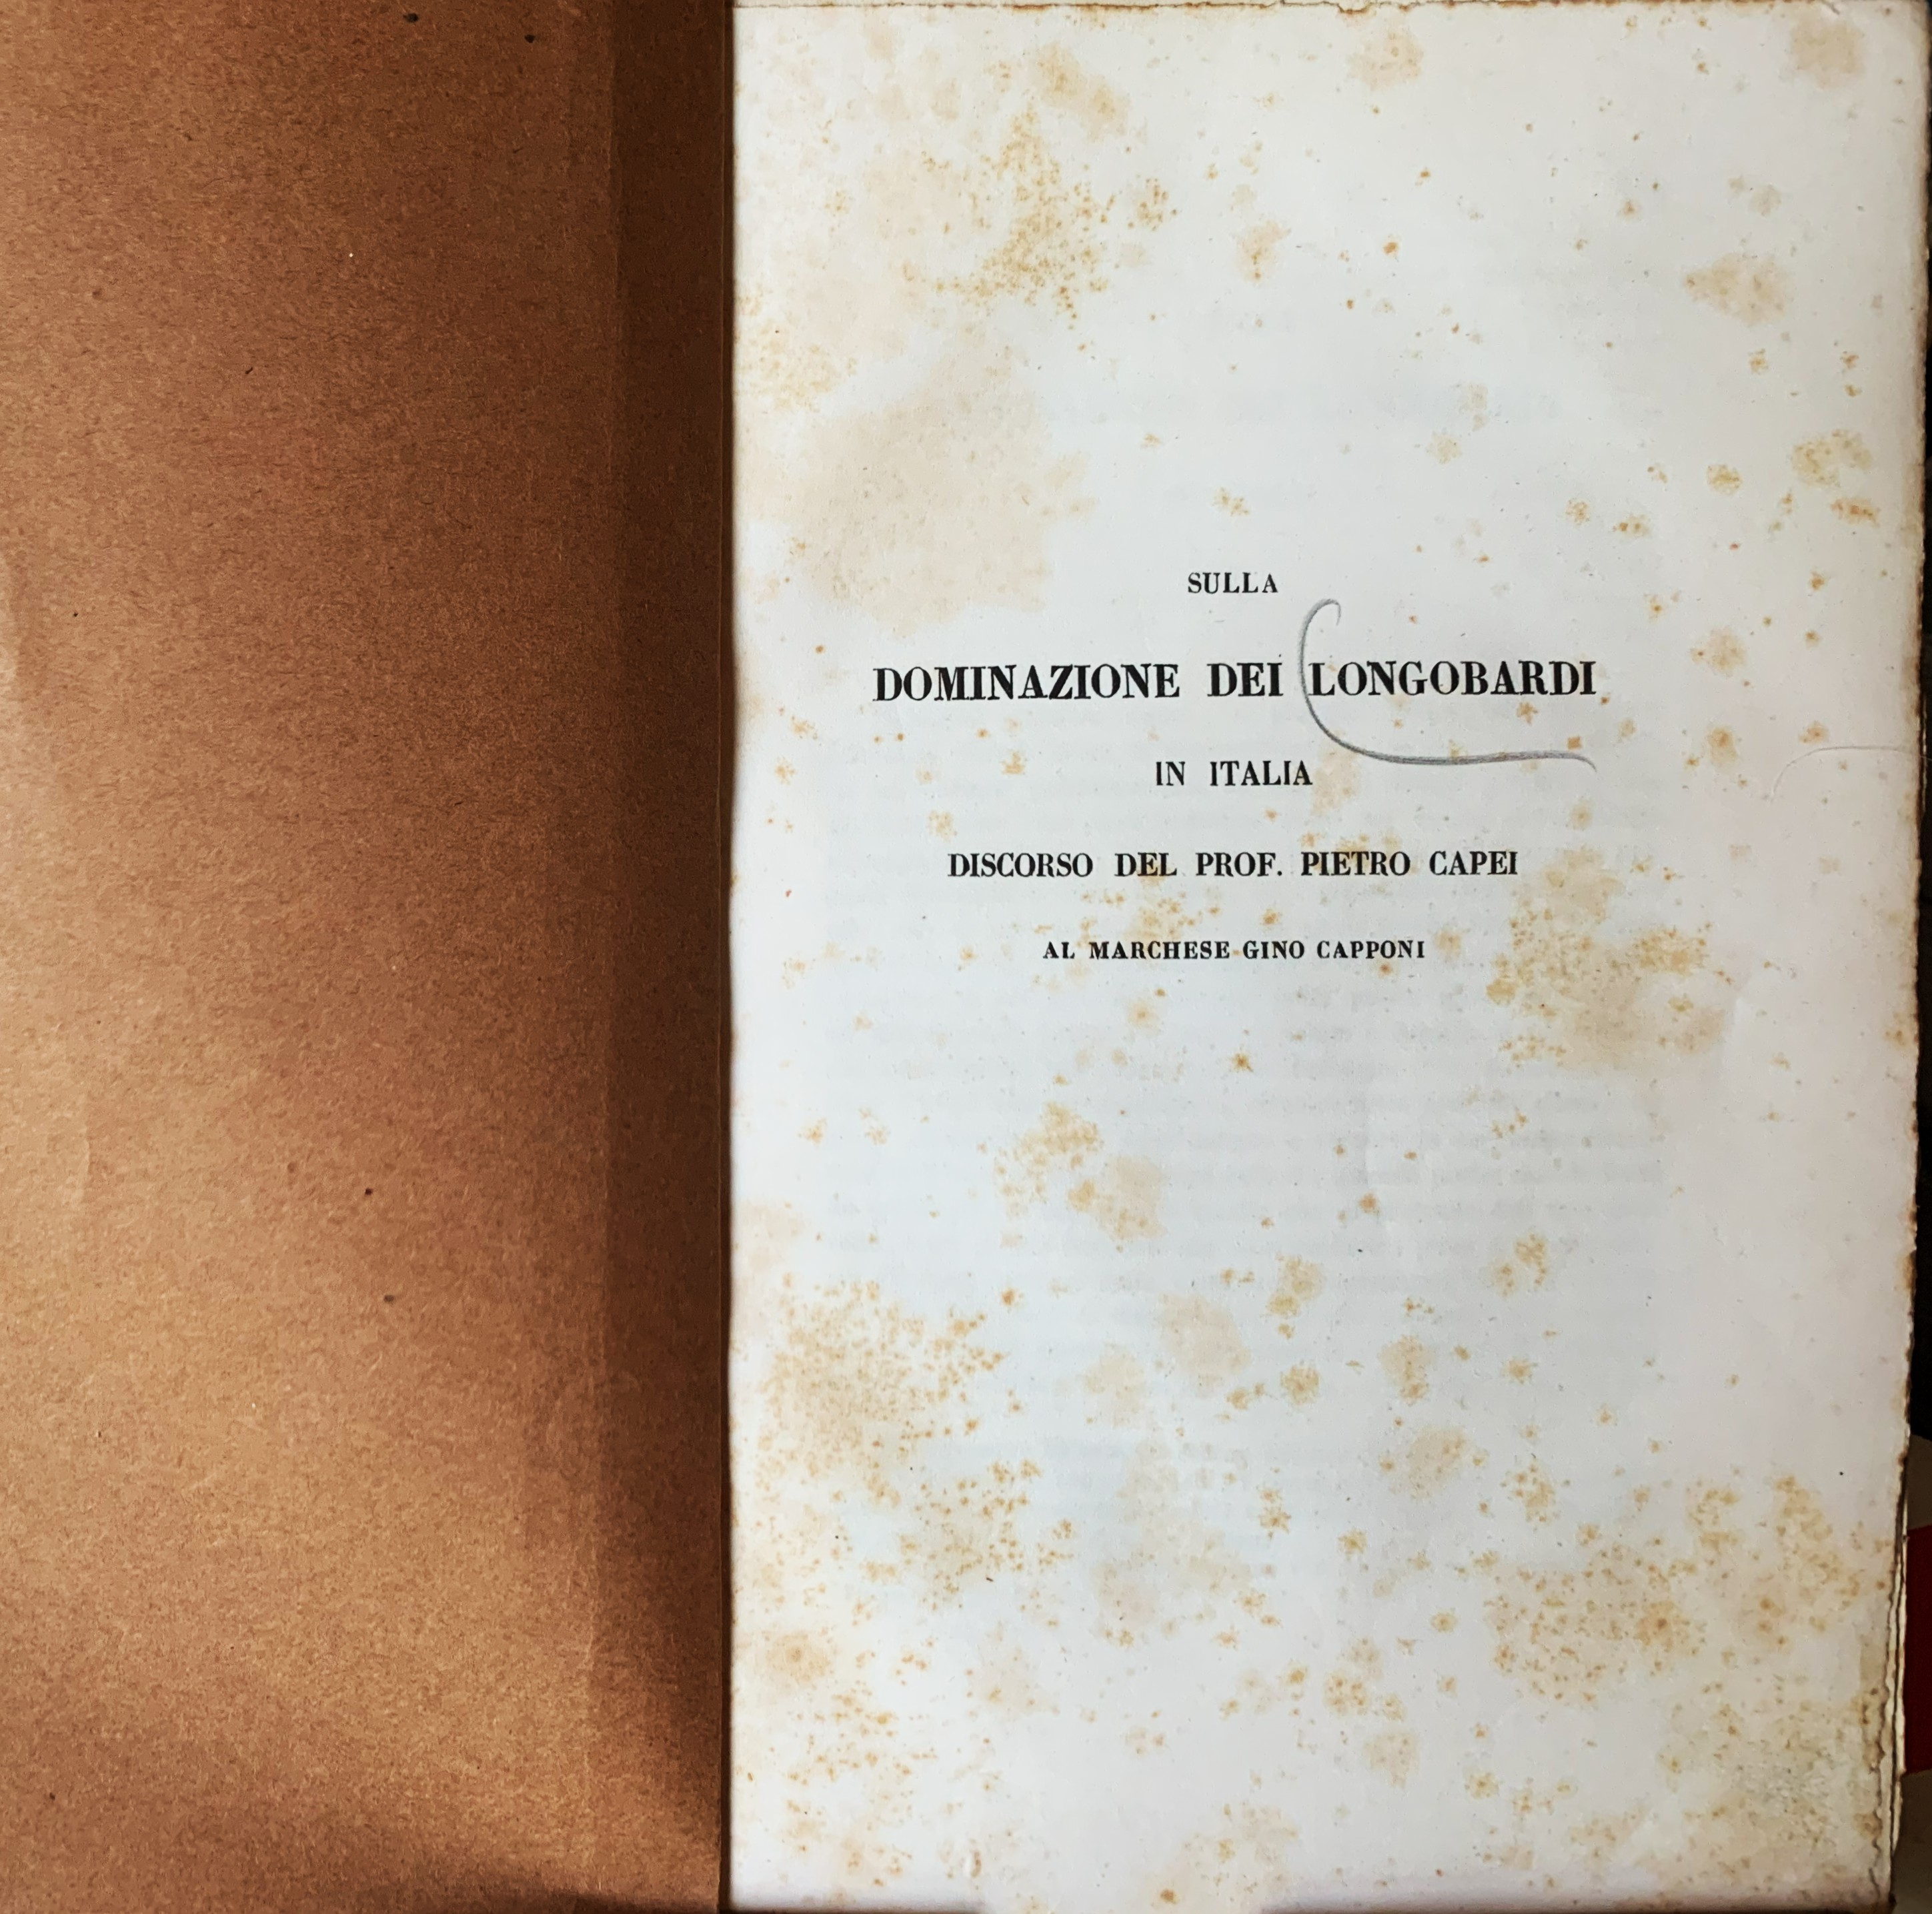 SULLA
DOMINAZIONE DEI LONGOBARDI
IN ITALIA
DISCORSO DEL PROF. PIETRO CAPEI
AL MARCHESE GINO CAPPONI